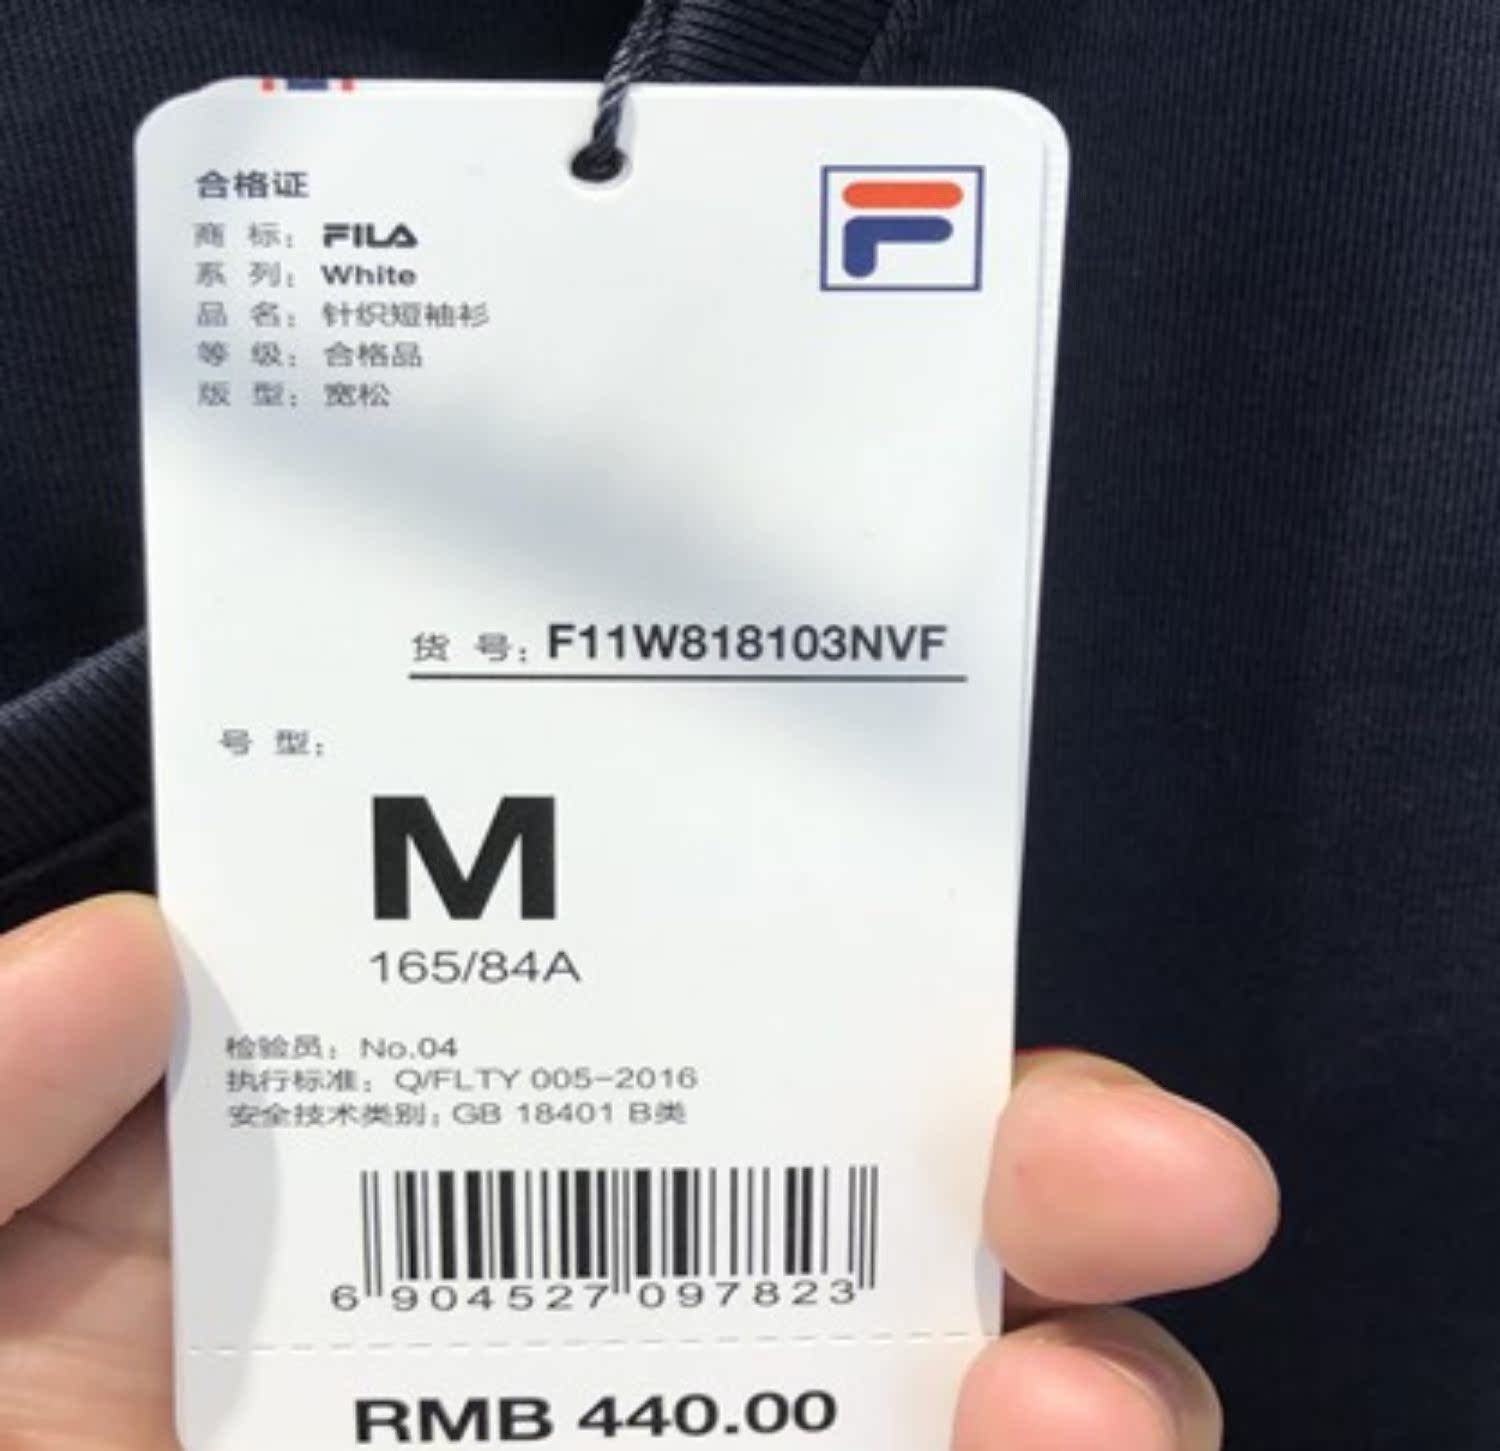 合格证
商 标: FILA
系 列: White
品 名: 针织短袖衫
等 级: 合格品
版 型: 宽松
货 号: F11W818103NVF
号 型:
M
165/84A
检验员: No.04
执行标准: Q/FLTY 005-2016
安全技术类别: GB 18401 B类
6 904527 097823
RMB 440.00